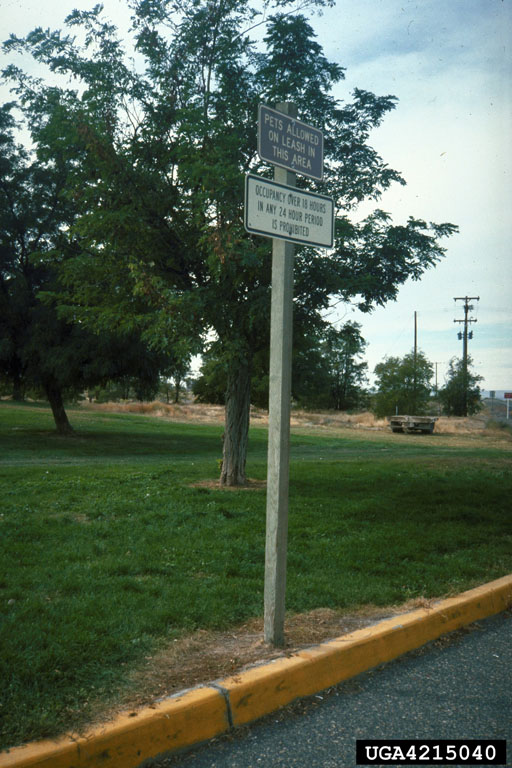 PETS ALLOWED
ON LEASH IN
THIS AREA
OCCUPANCY OVER 18 HOURS
IN ANY 24 HOUR PERIOD
IS PROHIBITED
UGA4215040